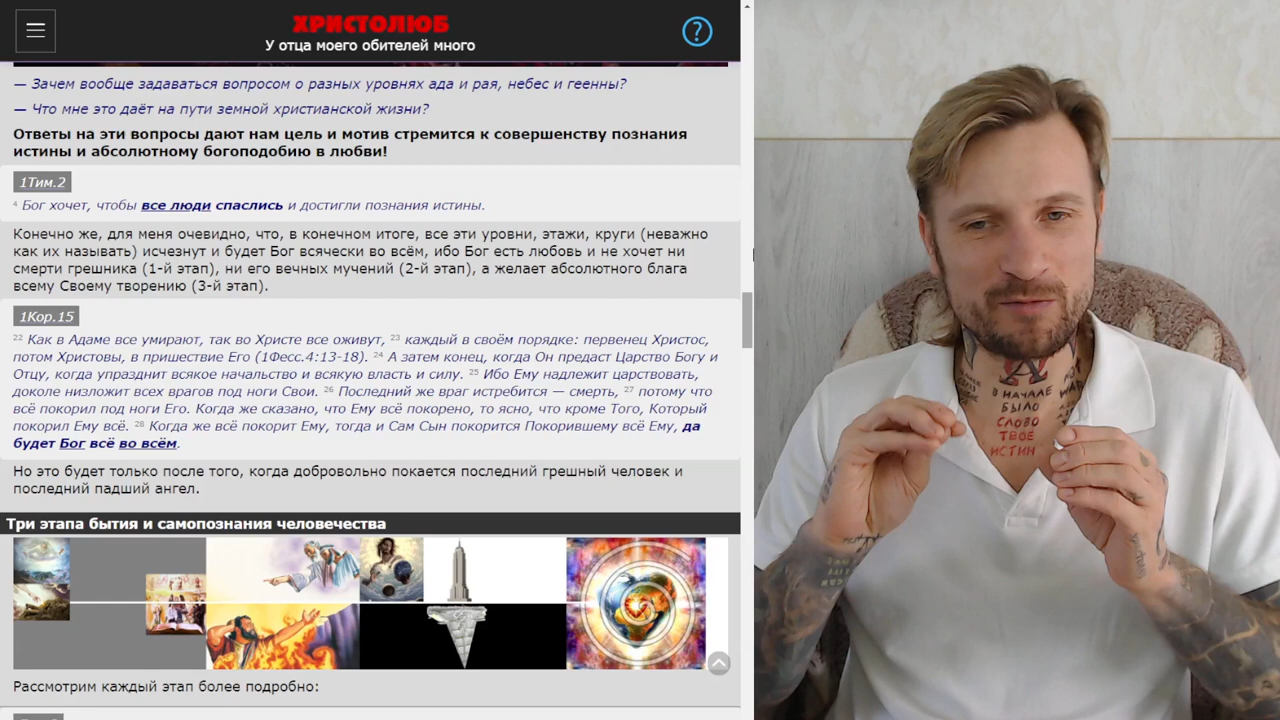 ХРИСТОЛЮБ
У отца моего обителей много
?
— Зачем вообще задаваться вопросом о разных уровнях ада и рая, небес и геенны?
— Что мне это даёт на пути земной христианской жизни?
Ответы на эти вопросы дают нам цель и мотив стремится к совершенству познания
истины и абсолютному богоподобию в любви!
1Тим.2
4 Бог хочет, чтобы все люди спаслись и достигли познания истины.
Конечно же, для меня очевидно, что, в конечном итоге, все эти уровни, этажи, круги (неважно
как их называть) исчезнут и будет Бог всячески во всём, ибо Бог есть любовь и не хочет ни
смерти грешника (1-й этап), ни его вечных мучений (2-й этап), а желает абсолютного блага
всему Своему творению (3-й этап).
1Кор.15
22 Как в Адаме все умирают, так во Христе все оживут, 23 каждый в своём порядке: первенец Христос,
потом Христовы, в пришествие Его (1Фесс.4:13-18). 24 А затем конец, когда Он предаст Царство Богу и
Отцу, когда упразднит всякое начальство и всякую власть и силу. 25 Ибо Ему надлежит царствовать,
доколе низложит всех врагов под ноги Свои. 26 Последний же враг истребится — смерть, 27 потому что
всё покорил под ноги Его. Когда же сказано, что Ему всё покорено, то ясно, что кроме Того, Который
покорил Ему всё. 28 Когда же всё покорит Ему, тогда и Сам Сын покорится Покорившему всё Ему, да
будет Бог всё во всём.
Но это будет только после того, когда добровольно покается последний грешный человек и
последний падший ангел.
Три этапа бытия и самопознания человечества
Рассмотрим каждый этап более подробно:
В НАЧАЛЕ
БЫЛО
СЛОВО
ТВОЕ
ИСТИН